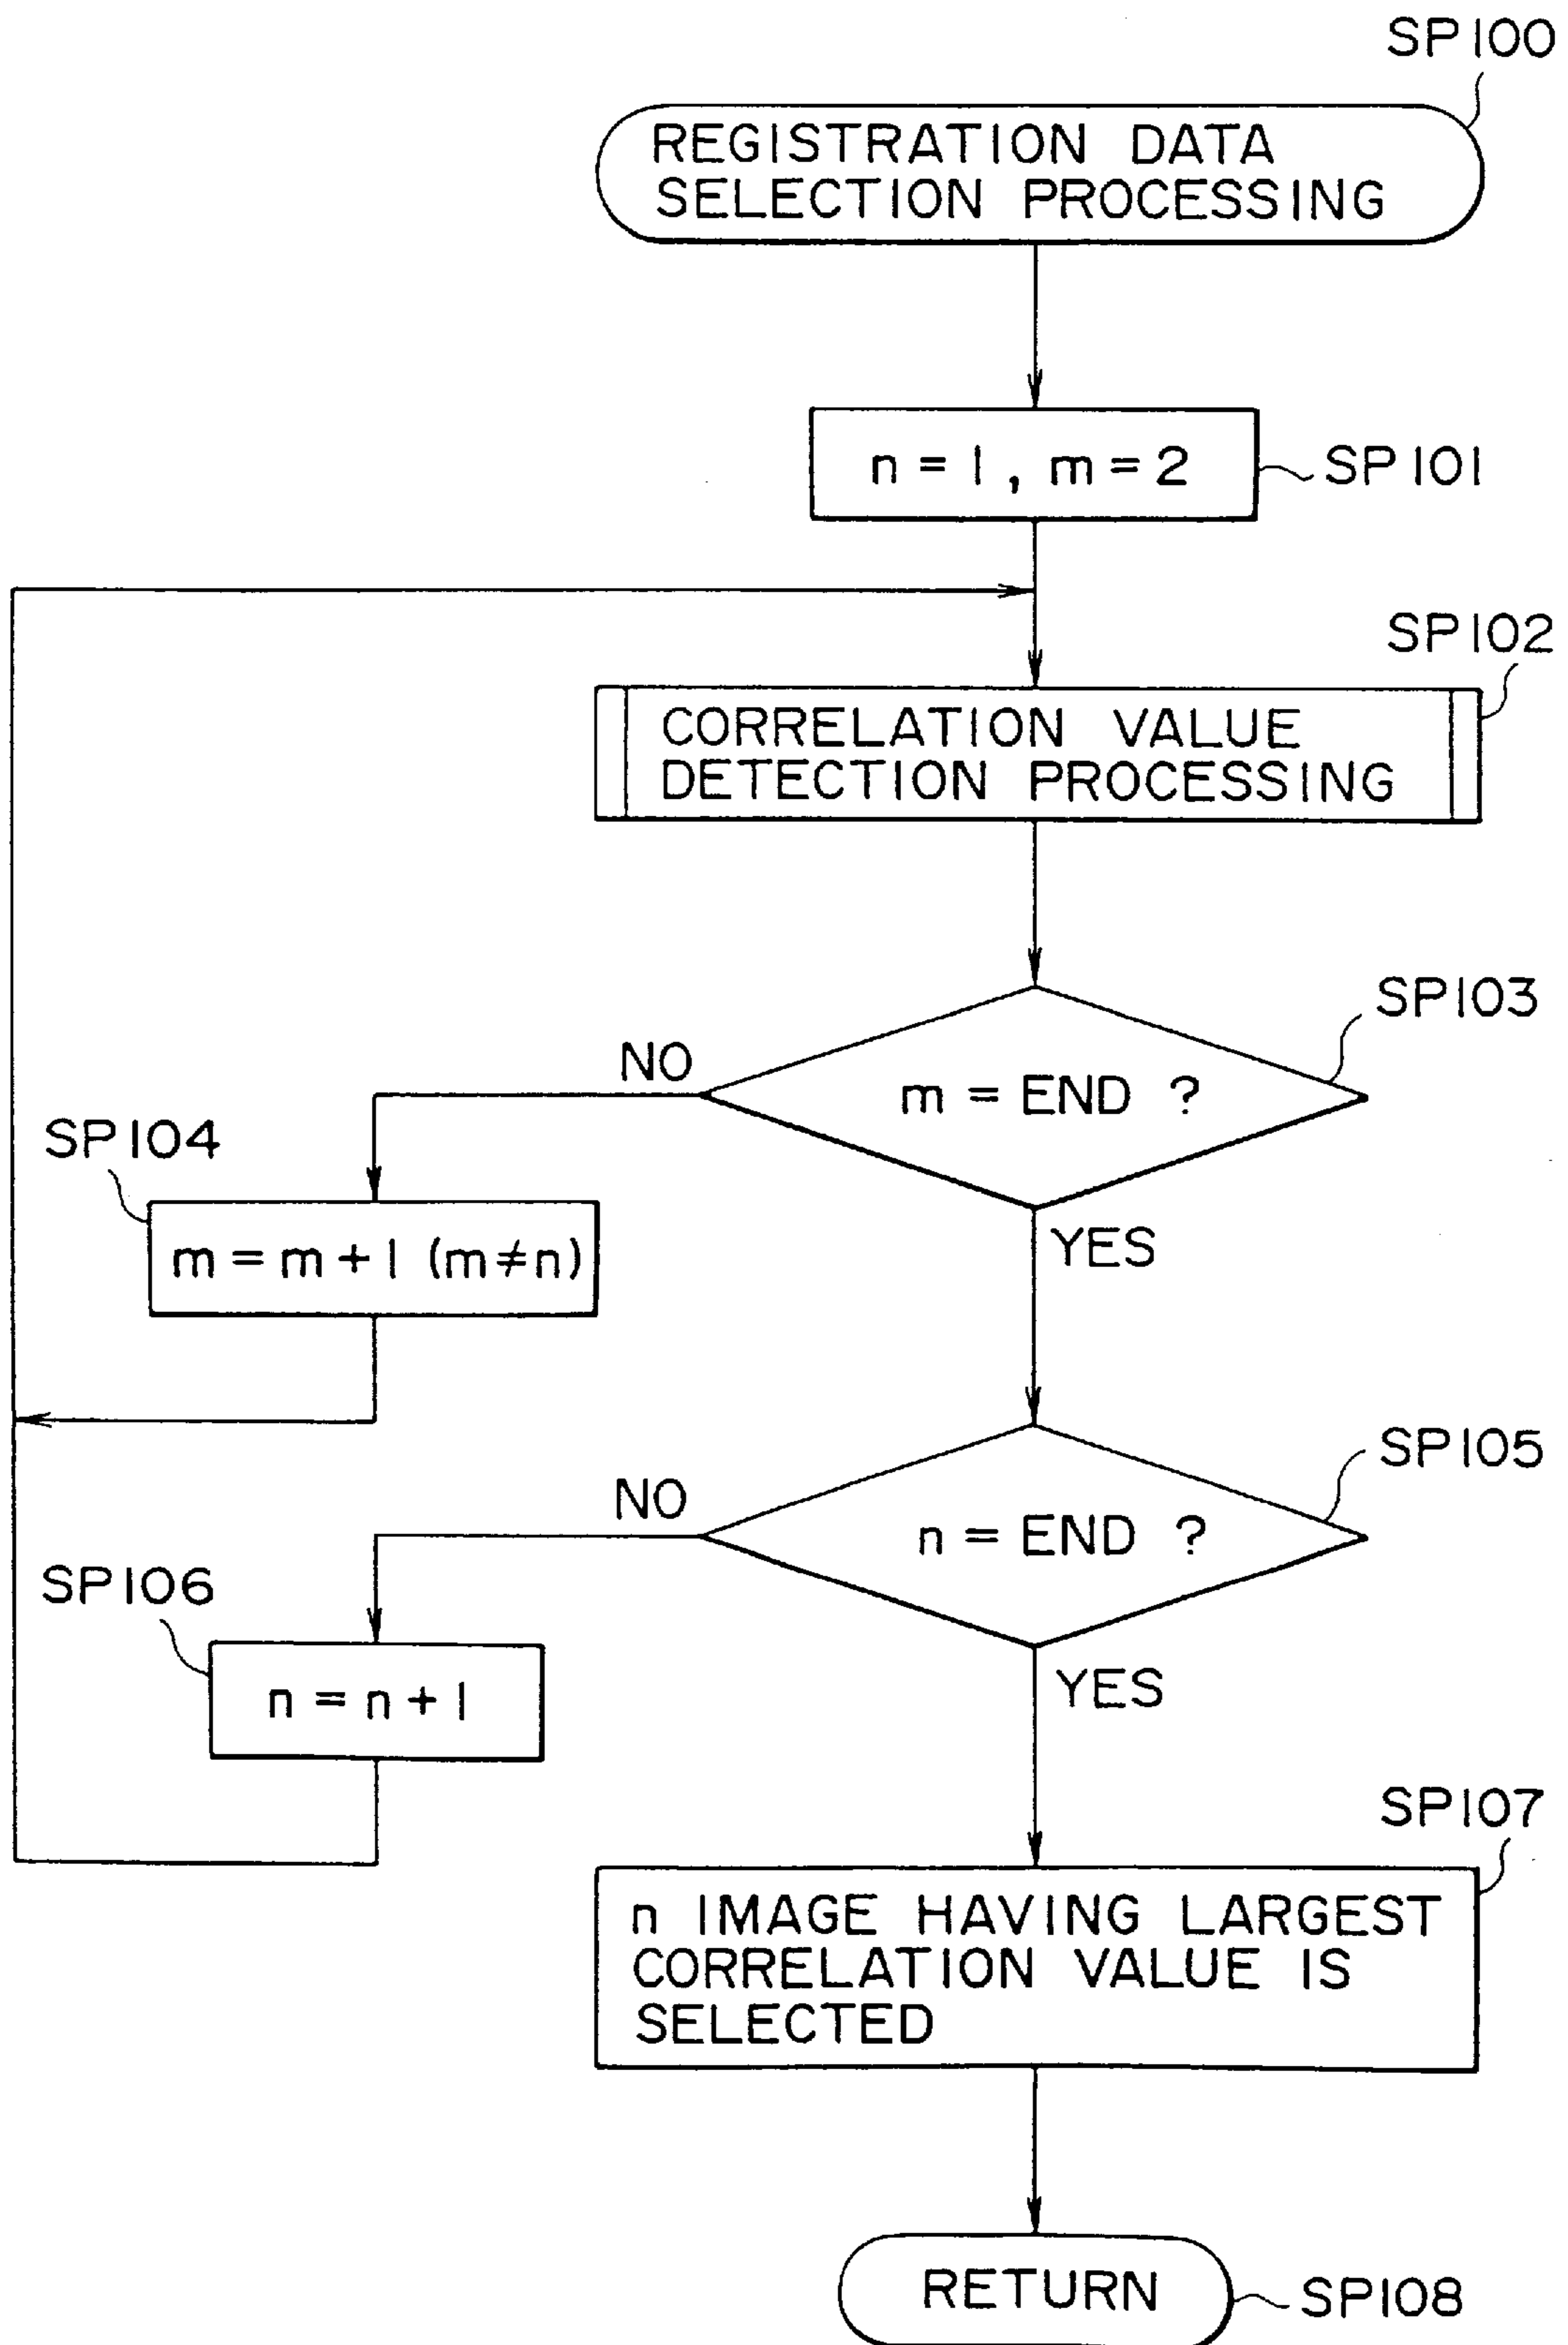 SP100
REGISTRATION DATA
SELECTION PROCESSING
n = 1 , m = 2
SP101
SP102
CORRELATION VALUE
DETECTION PROCESSING
SP103
NO
m = END ?
SP104
YES
m = m + 1 (m≠n)
SP105
NO
n = END ?
SP106
YES
n = n + 1
SP107
n IMAGE HAVING LARGEST
CORRELATION VALUE IS
SELECTED
RETURN
SP108